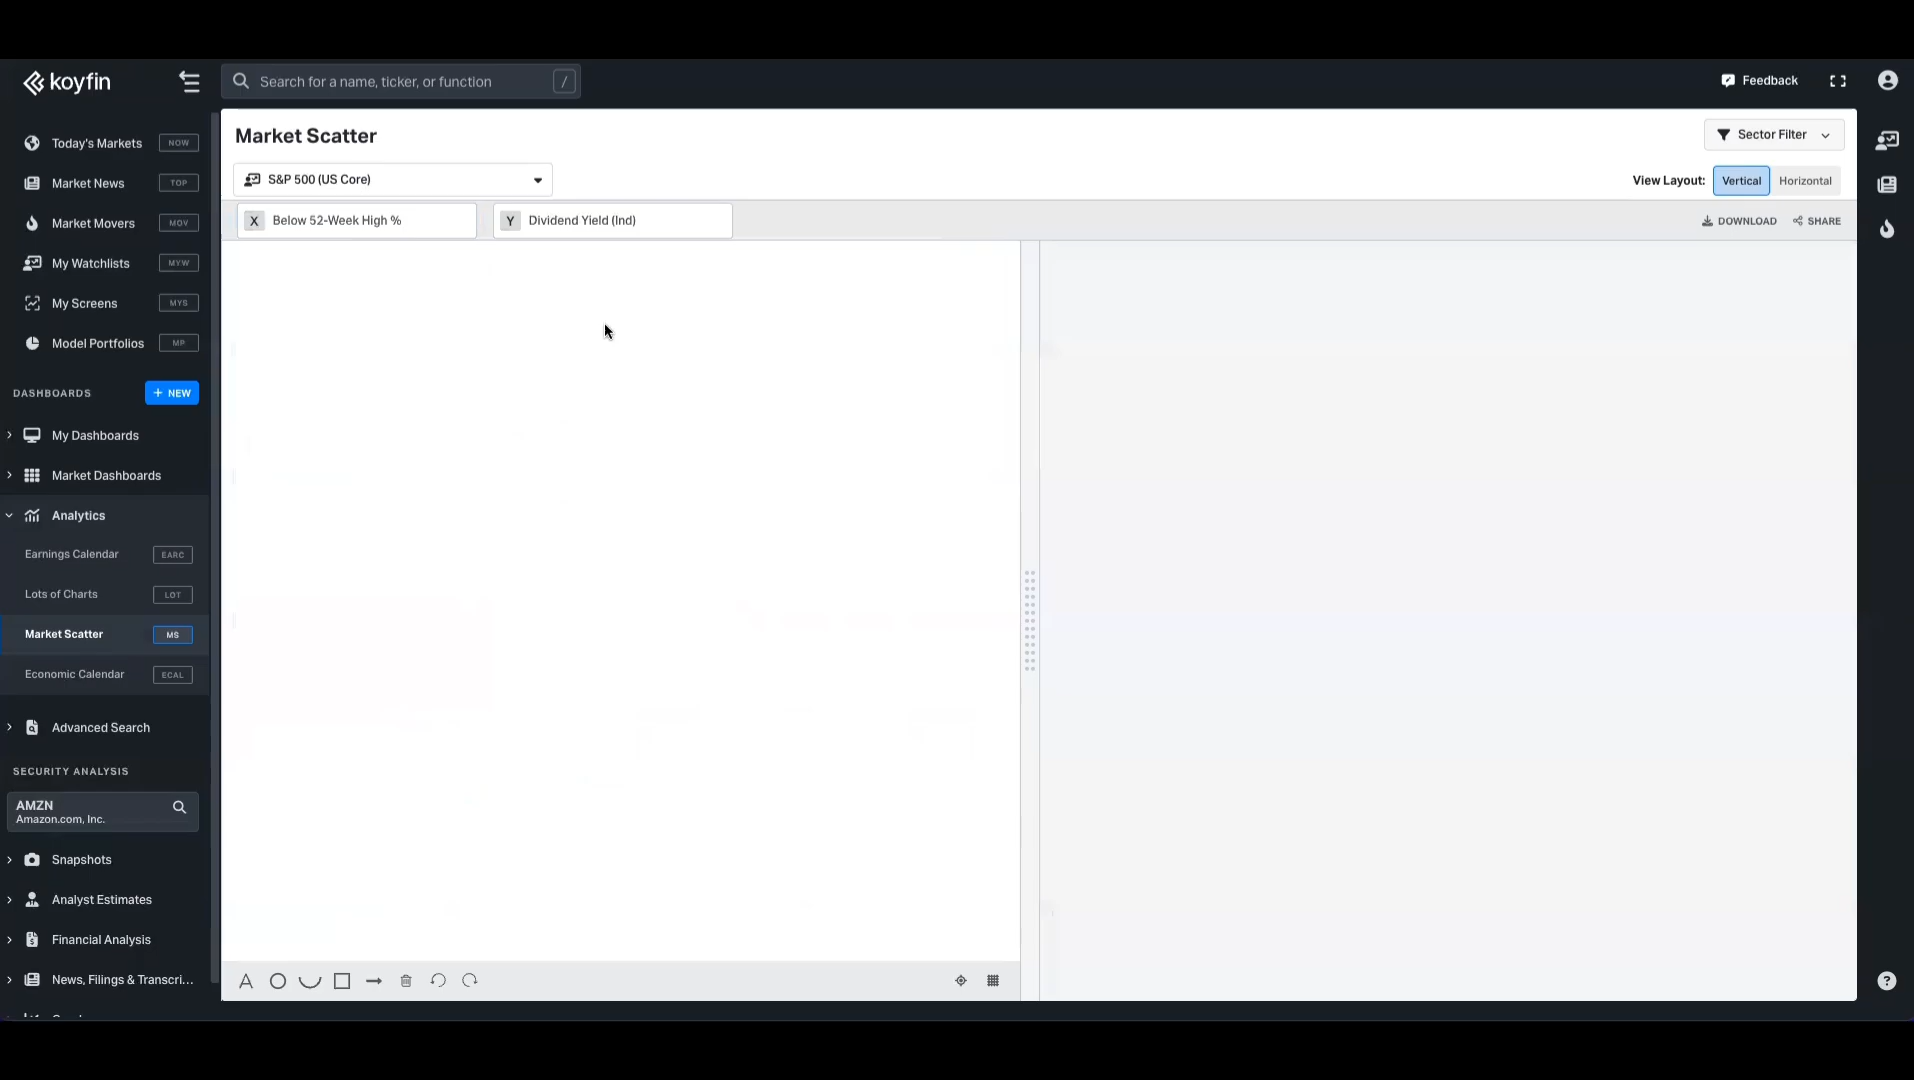 koyfin
Search for a name, ticker, or function
/
Feedback
Today's Markets NOW
Market News TOP
Market Movers MOV
My Watchlists MYW
My Screens MYS
Model Portfolios MP
DASHBOARDS
+ NEW
My Dashboards
Market Dashboards
Analytics
Earnings Calendar EARC
Lots of Charts LOT
Market Scatter MS
Economic Calendar ECAL
Advanced Search
SECURITY ANALYSIS
AMZN
Amazon.com, Inc.
Snapshots
Analyst Estimates
Financial Analysis
News, Filings & Transcri...
Market Scatter
Sector Filter
S&P 500 (US Core)
View Layout: Vertical Horizontal
X Below 52-Week High %
Y Dividend Yield (Ind)
DOWNLOAD
SHARE
A
?